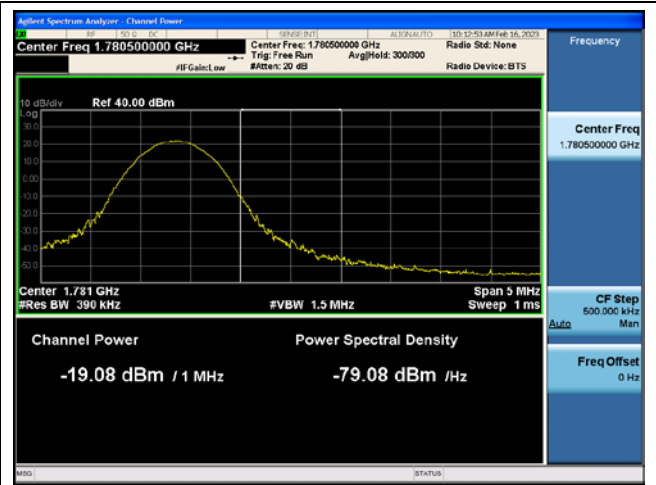 Agilent Spectrum Analyzer - Channel Power
RF 50 Ω DC SENSE:INT ALIGNAUTO 10:12:53 AM Feb 16, 2023
Center Freq 1.780500000 GHz
Center Freq: 1.780500000 GHz
Radio Std: None
Trig: Free Run Avg|Hold: 300/300
#IFGain:Low
#Atten: 20 dB
Radio Device: BTS
Frequency
10 dB/div Ref 40.00 dBm
Log
30.0
20.0
10.0
0.00
-10.0
-20.0
-30.0
-40.0
-50.0
Center Freq
1.780500000 GHz
Center 1.781 GHz
Span 5 MHz
#Res BW 390 kHz
#VBW 1.5 MHz
Sweep 1 ms
CF Step
500.000 kHz
Auto Man
Channel Power
Power Spectral Density
-19.08 dBm / 1 MHz
-79.08 dBm /Hz
Freq Offset
0 Hz
MSG
STATUS